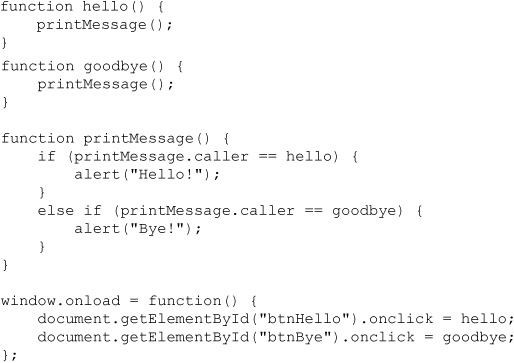 function hello() {
    printMessage();
}
function goodbye() {
    printMessage();
}

function printMessage() {
    if (printMessage.caller == hello) {
        alert("Hello!");
    }
    else if (printMessage.caller == goodbye) {
        alert("Bye!");
    }
}

window.onload = function() {
    document.getElementById("btnHello").onclick = hello;
    document.getElementById("btnBye").onclick = goodbye;
};